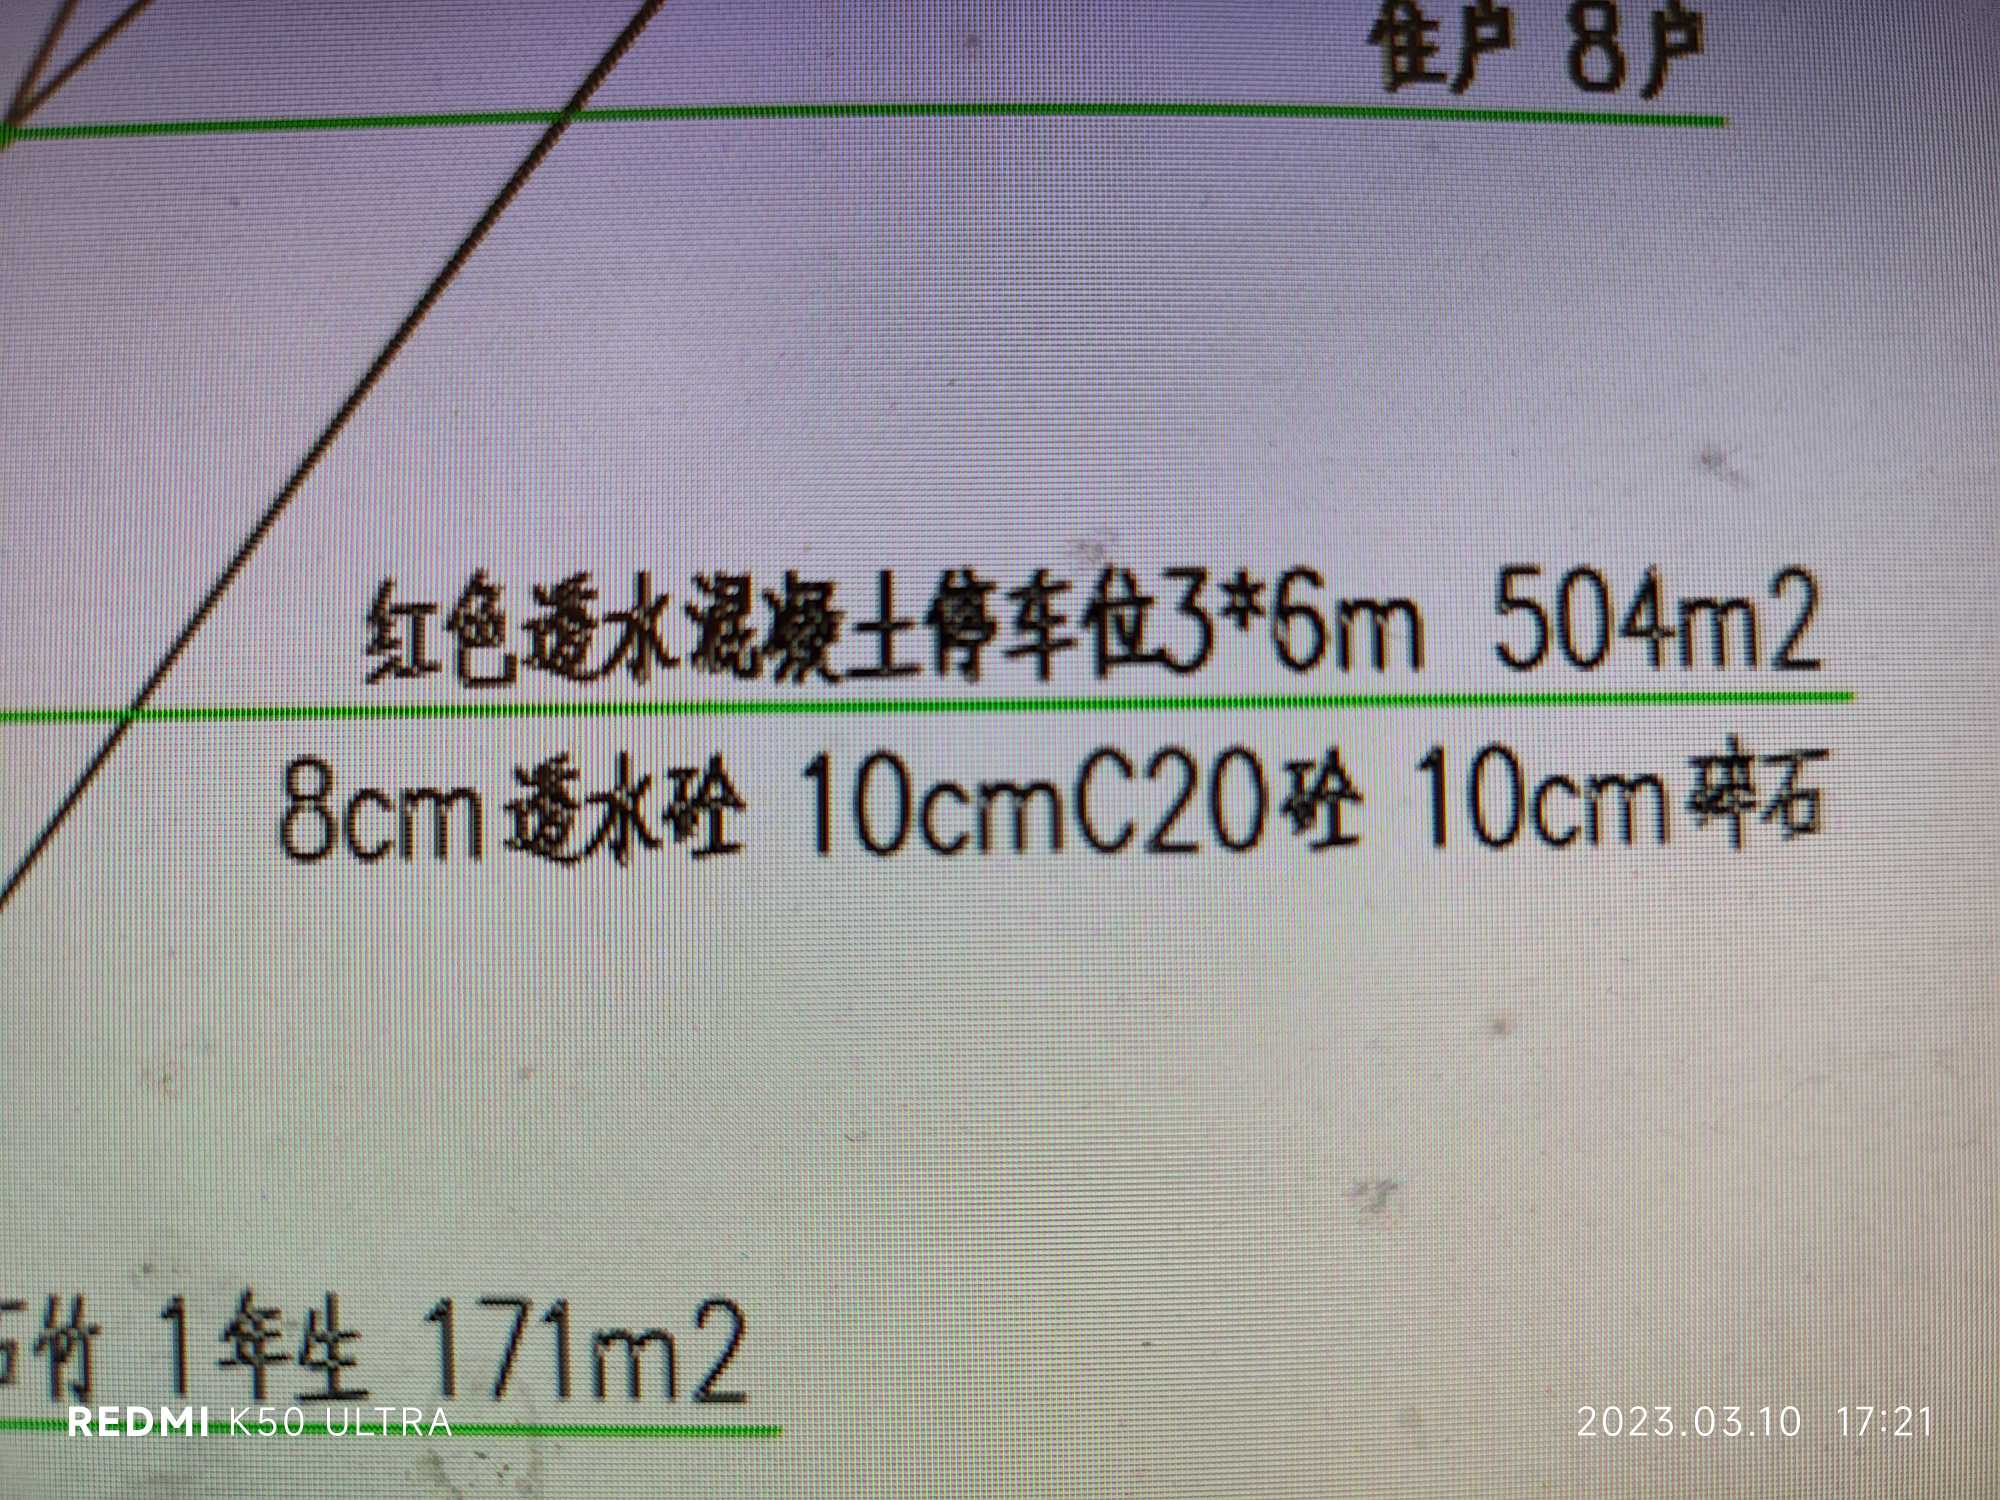 住户 8户
红色透水混凝土停车位3*6m 504m2
8cm透水砼 10cmC20砼 10cm碎石
竹 1年生 171m2
REDMI K50 ULTRA
2023.03.10 17:21